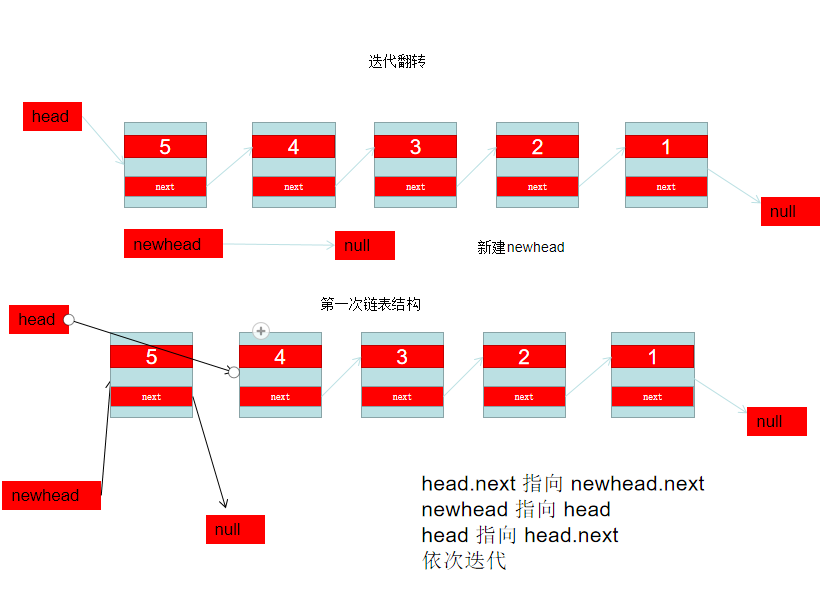 迭代翻转
head
5 4 3 2 1
next next next next next
null
newhead null 新建newhead
第一次链表结构
head
5 4 3 2 1
next next next next next
null
newhead
null
head.next 指向 newhead.next
newhead 指向 head
head 指向 head.next
依次迭代